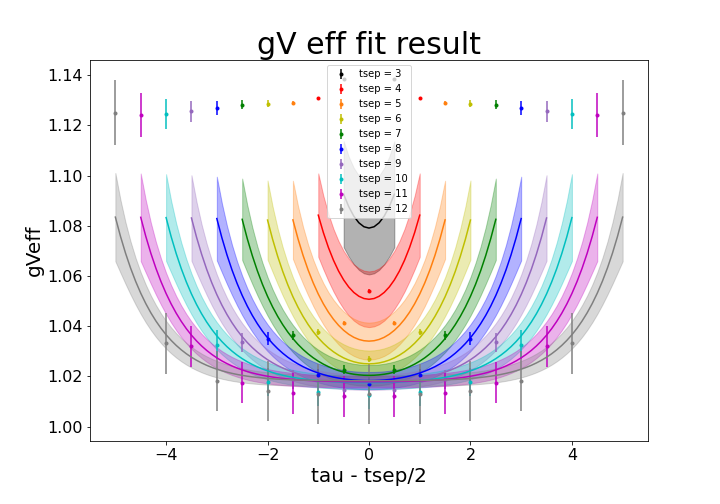 gV eff fit result
1.14
1.12
1.10
1.08
1.06
1.04
1.02
1.00
gVeff
tsep = 3
tsep = 4
tsep = 5
tsep = 6
tsep = 7
tsep = 8
tsep = 9
tsep = 10
tsep = 11
tsep = 12
−4 −2 0 2 4
tau - tsep/2